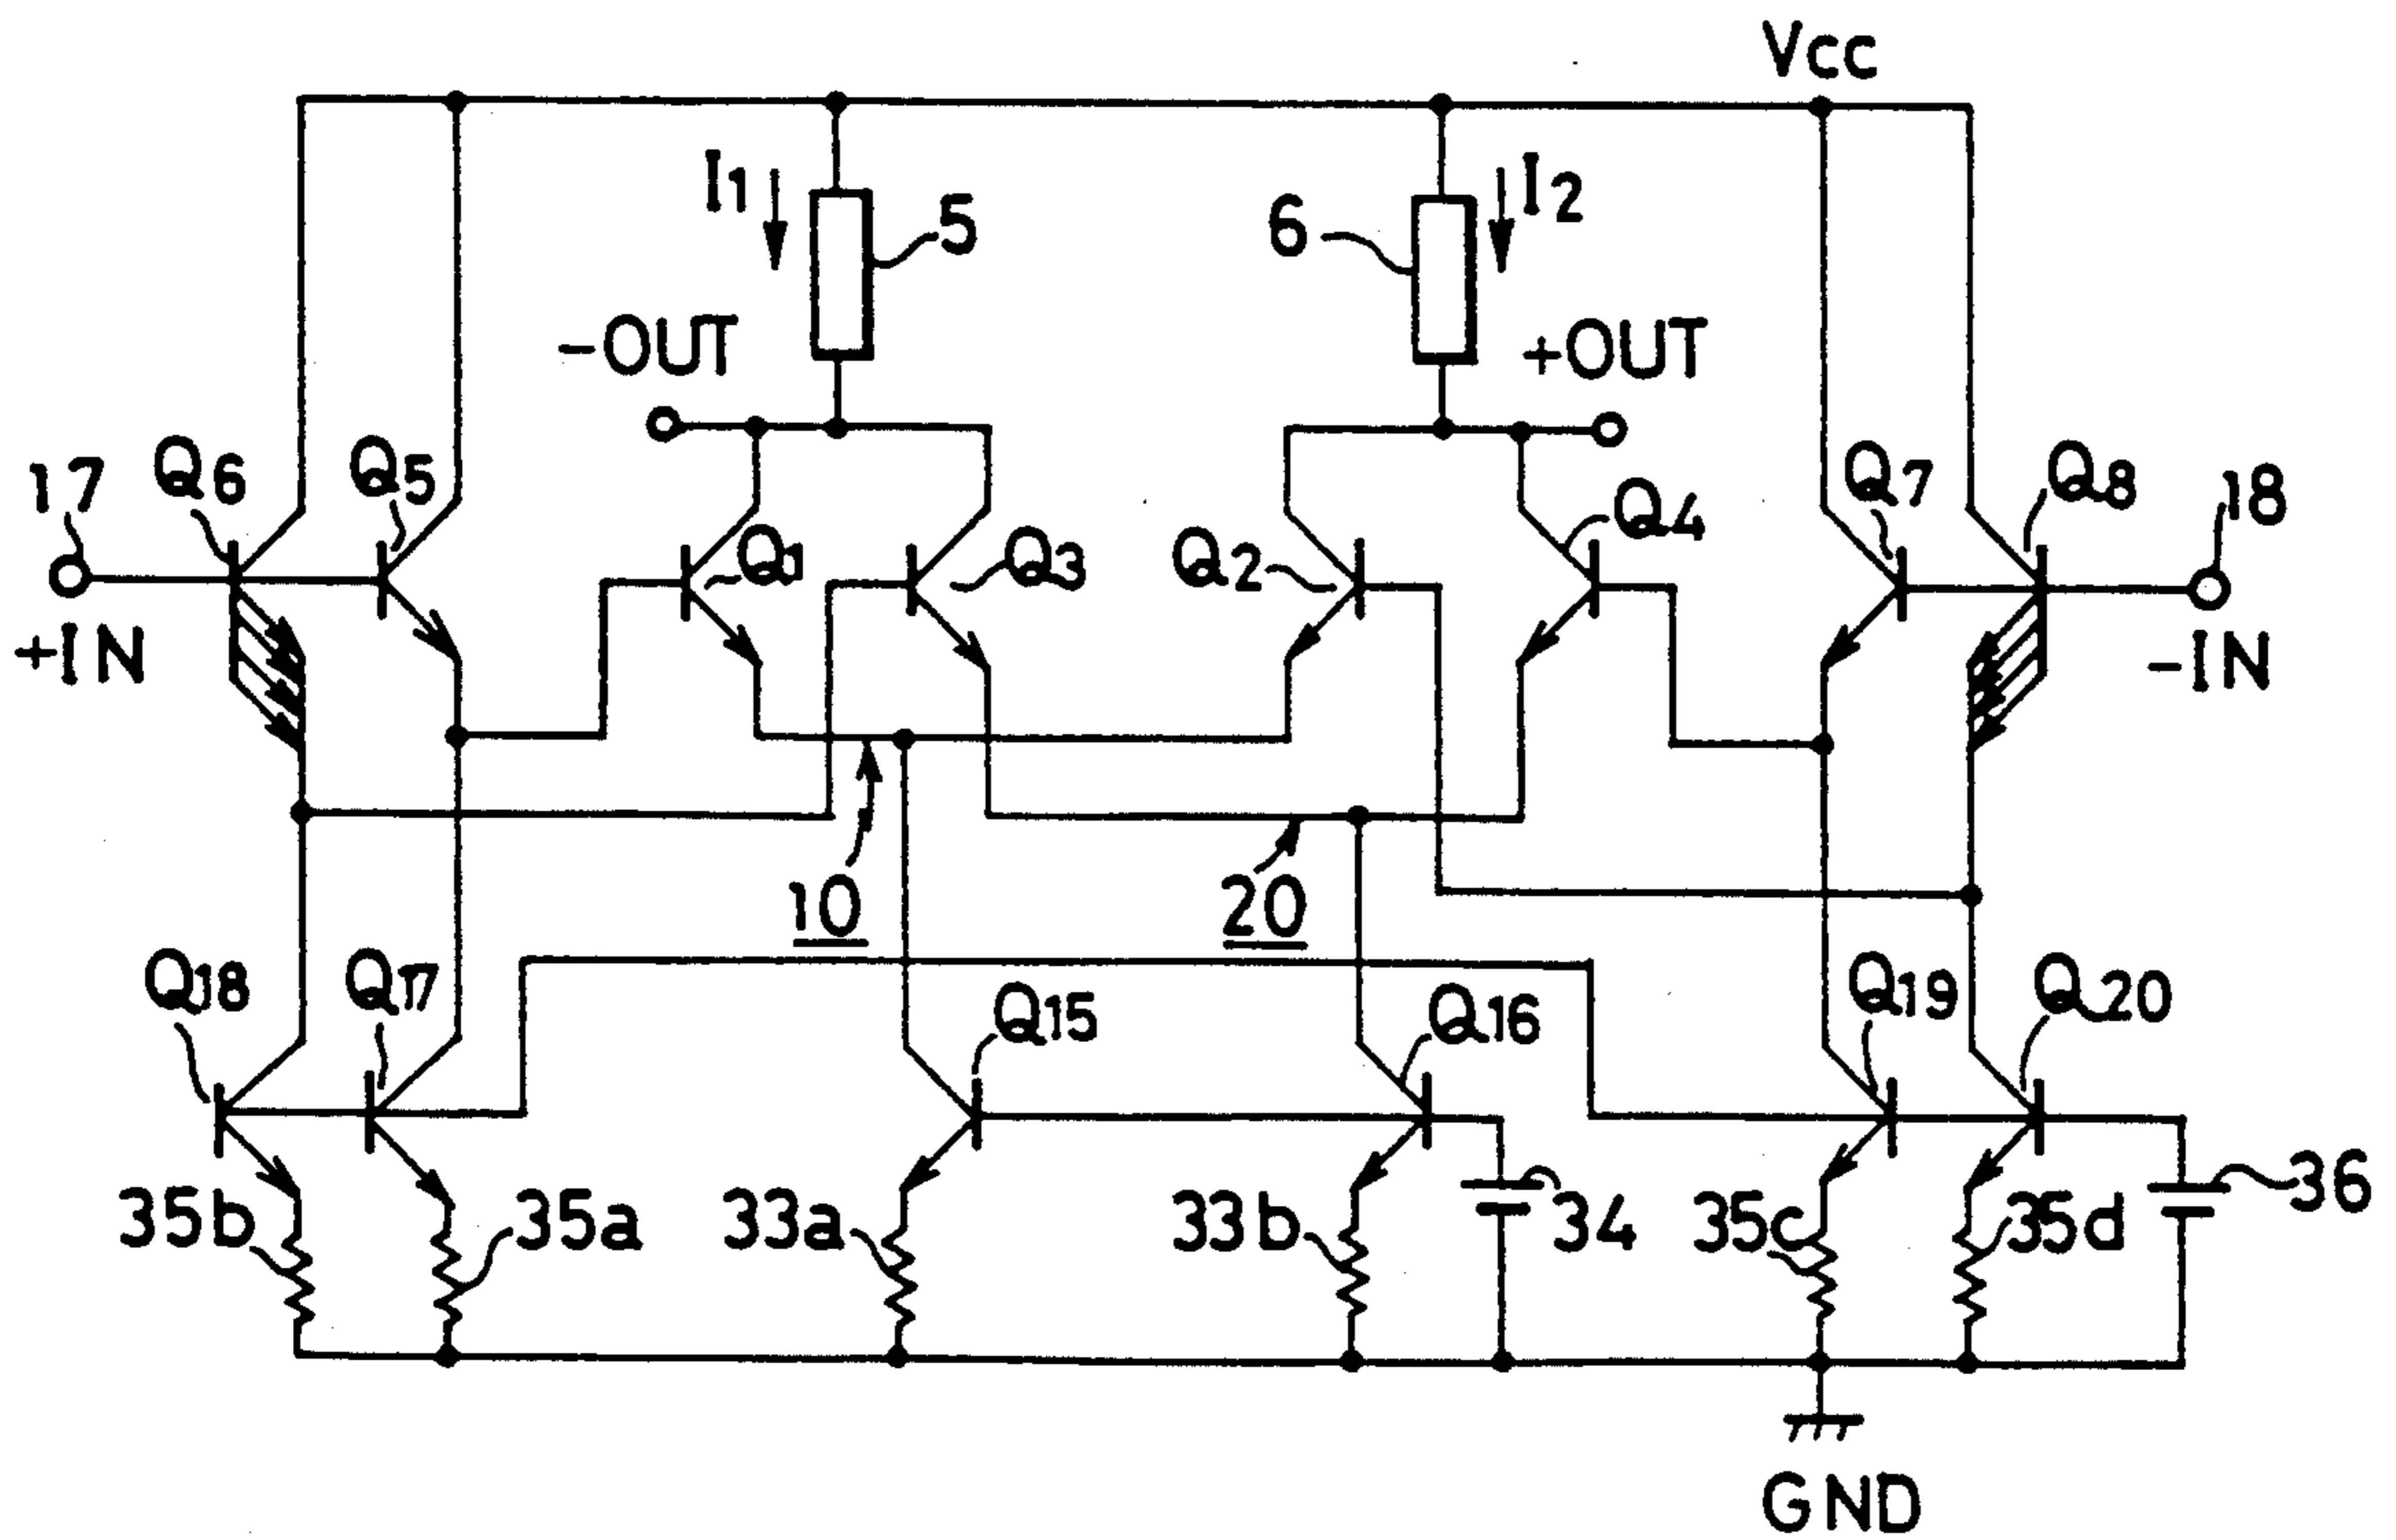 Vcc
I1
5
6
I2
-OUT
+OUT
17
Q6
Q5
Q1
Q3
Q2
Q4
Q7
Q8
18
+IN
-IN
10
20
Q18
Q17
Q15
Q16
Q19
Q20
35b
35a
33a
33b
34
35c
35d
36
GND